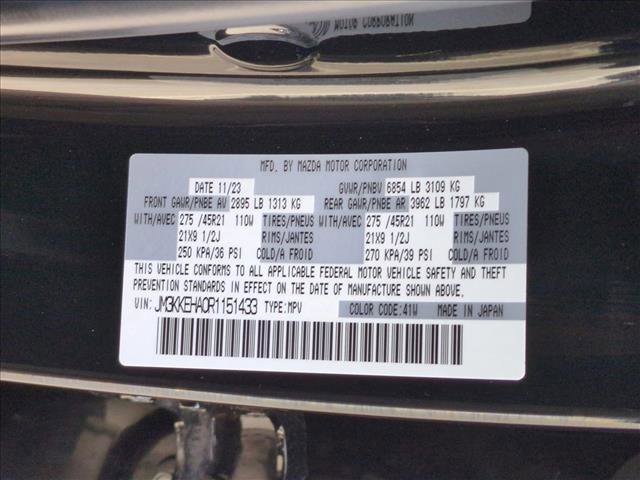 MOTOR CORPORATION
MFD. BY MAZDA MOTOR CORPORATION
DATE 11/23 GVWR/PNBV 6854 LB 3109 KG
FRONT GAWR/PNBE AV 2895 LB 1313 KG REAR GAWR/PNBE AR 3962 LB 1797 KG
WITH/AVEC 275 /45R21 110W TIRES/PNEUS WITH/AVEC 275 /45R21 110W TIRES/PNEUS
21X9 1/2J RIMS/JANTES 21X9 1/2J RIMS/JANTES
250 KPA/36 PSI COLD/A FROID 270 KPA/39 PSI COLD/A FROID
THIS VEHICLE CONFORMS TO ALL APPLICABLE FEDERAL MOTOR VEHICLE SAFETY AND THEFT
PREVENTION STANDARDS IN EFFECT ON THE DATE OF MANUFACTURE SHOWN ABOVE.
VIN: JM3KKEHA0R1151433 TYPE:MPV COLOR CODE:41W MADE IN JAPAN